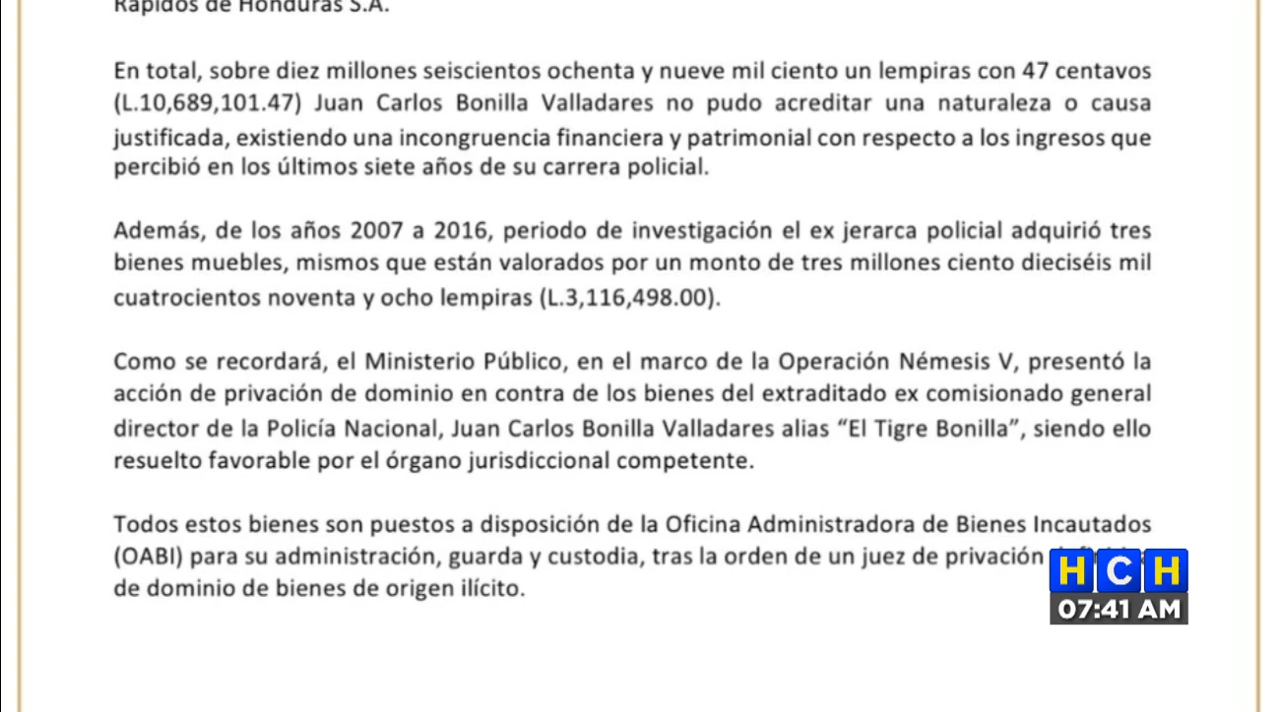 Rápidos de Honduras S.A.
En total, sobre diez millones seiscientos ochenta y nueve mil ciento un lempiras con 47 centavos
(L.10,689,101.47) Juan Carlos Bonilla Valladares no pudo acreditar una naturaleza o causa
justificada, existiendo una incongruencia financiera y patrimonial con respecto a los ingresos que
percibió en los últimos siete años de su carrera policial.
Además, de los años 2007 a 2016, periodo de investigación el ex jerarca policial adquirió tres
bienes muebles, mismos que están valorados por un monto de tres millones ciento dieciséis mil
cuatrocientos noventa y ocho lempiras (L.3,116,498.00).
Como se recordará, el Ministerio Público, en el marco de la Operación Némesis V, presentó la
acción de privación de dominio en contra de los bienes del extraditado ex comisionado general
director de la Policía Nacional, Juan Carlos Bonilla Valladares alias “El Tigre Bonilla”, siendo ello
resuelto favorable por el órgano jurisdiccional competente.
Todos estos bienes son puestos a disposición de la Oficina Administradora de Bienes Incautados
(OABI) para su administración, guarda y custodia, tras la orden de un juez de privación
de dominio de bienes de origen ilícito.
HCH
07:41 AM